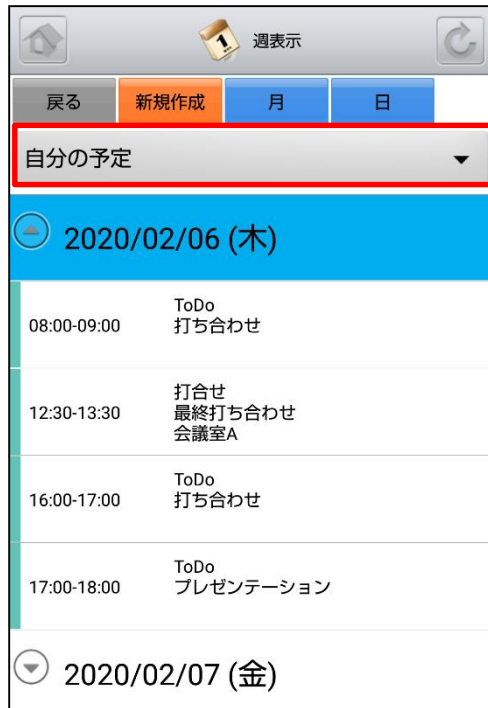 週表示
戻る 新規作成 月 日
自分の予定
2020/02/06 (木)
08:00-09:00
ToDo
打ち合わせ
12:30-13:30
打合せ
最終打ち合わせ
会議室A
16:00-17:00
ToDo
打ち合わせ
17:00-18:00
ToDo
プレゼンテーション
2020/02/07 (金)